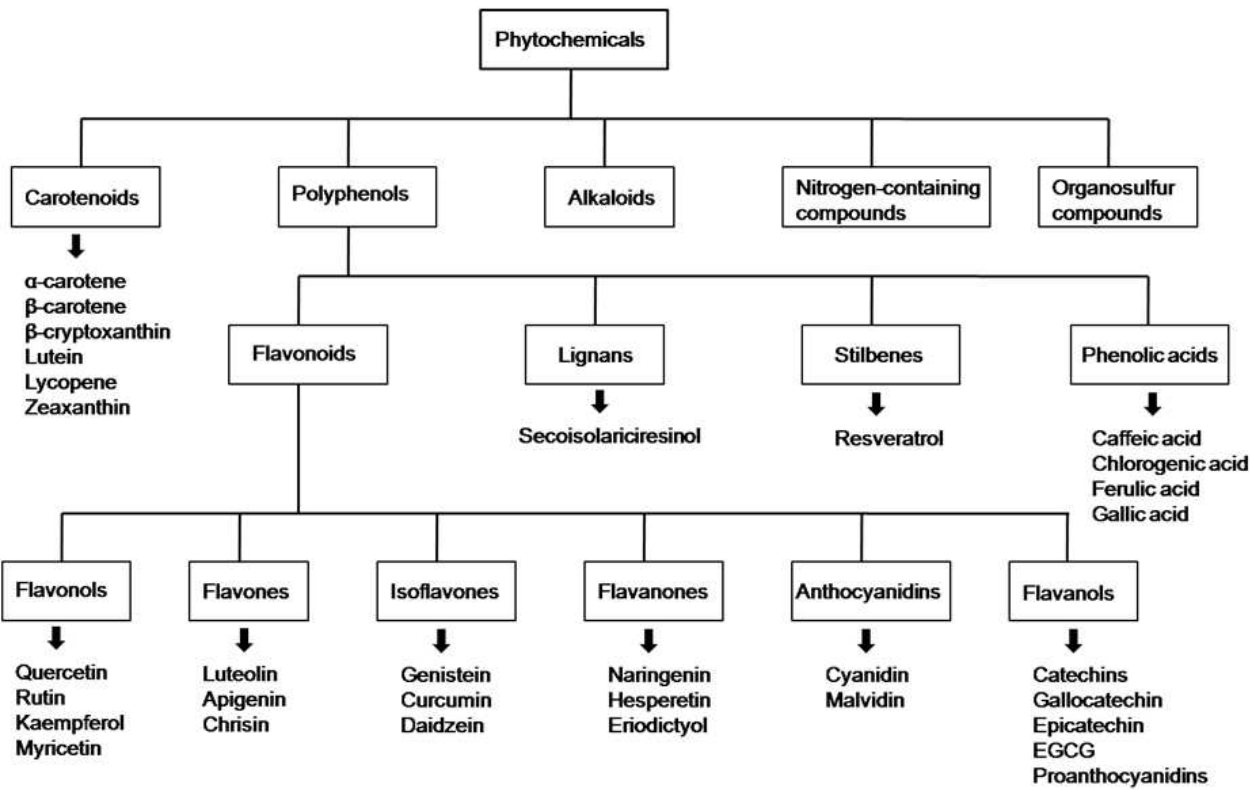 Phytochemicals
Carotenoids
Polyphenols
Alkaloids
Nitrogen-containing
compounds
Organosulfur
compounds
α-carotene
β-carotene
β-cryptoxanthin
Lutein
Lycopene
Zeaxanthin
Flavonoids
Lignans
Stilbenes
Phenolic acids
Secoisolariciresinol
Resveratrol
Caffeic acid
Chlorogenic acid
Ferulic acid
Gallic acid
Flavonols
Flavones
Isoflavones
Flavanones
Anthocyanidins
Flavanols
Quercetin
Rutin
Kaempferol
Myricetin
Luteolin
Apigenin
Chrisin
Genistein
Curcumin
Daidzein
Naringenin
Hesperetin
Eriodictyol
Cyanidin
Malvidin
Catechins
Gallocatechin
Epicatechin
EGCG
Proanthocyanidins